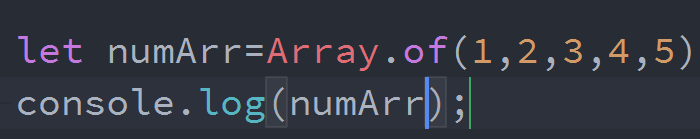 let numArr=Array.of(1,2,3,4,5)
console.log(numArr);